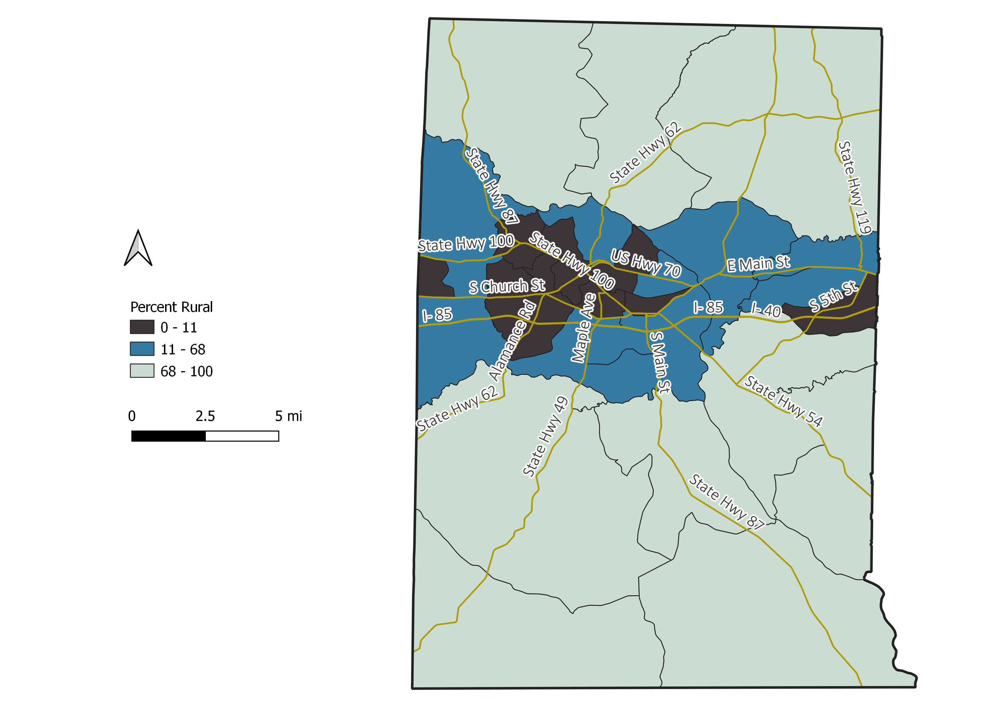 State Hwy 62
State Hwy 119
State Hwy 87
State Hwy 100
State Hwy 100
US Hwy 70
E Main St
S Church St
S 5th St
I- 85
I- 85
I- 40
Alamance Rd
Maple Ave
S Main St
State Hwy 62
State Hwy 49
State Hwy 54
State Hwy 87
Percent Rural
0 - 11
11 - 68
68 - 100
0 2.5 5 mi